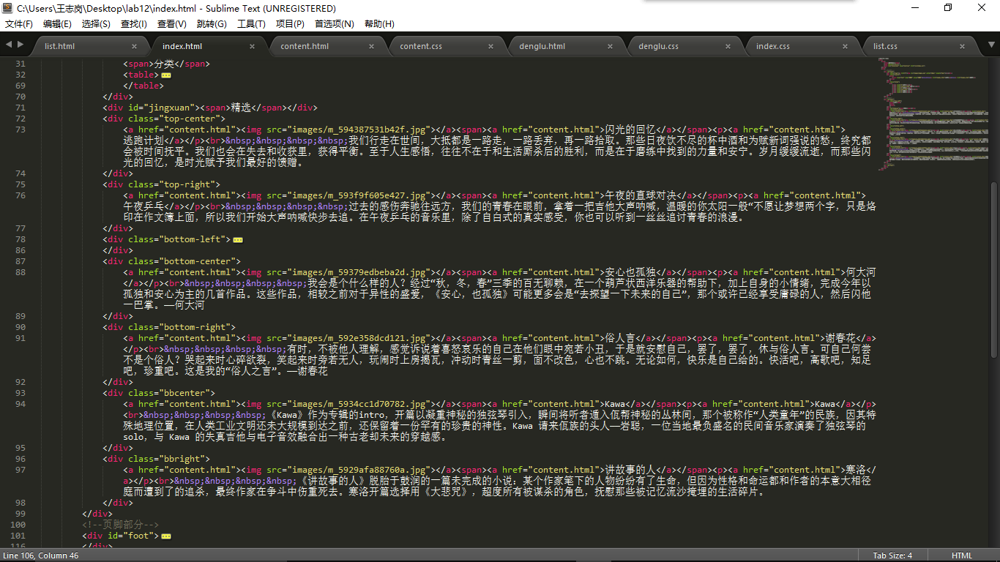 C:\Users\王志岗\Desktop\lab12\index.html - Sublime Text (UNREGISTERED)
文件(F) 编辑(E) 选择(S) 查找(I) 查看(V) 跳转(G) 工具(T) 项目(P) 首选项(N) 帮助(H)
list.html × index.html × content.html × content.css × denglu.html × denglu.css × index.css × list.css ×
31 <span>分类</span>
32 <table>
69 </table>
70 </div>
71 <div id="jingxuan"><span>精选</span></div>
72 <div class="top-center">
73 <a href="content.html"><img src="images/m_594387531b42f.jpg"></a><span><a href="content.html">闪光的回忆</a></span><p><a href="content.html">
逃跑计划</a></p><br>&nbsp;&nbsp;&nbsp;&nbsp;我们行走在世间，大抵都是一路走，一路丢弃，再一路拾取。那些日夜饮不尽的杯中酒和为赋新词强说的愁，终究都
会被时间抚平。我们也会在失去和收获里，获得平衡。至于人生感悟，往往不在于和生活厮杀后的胜利，而是在于磨练中找到的力量和安宁。岁月缓缓流逝，而那些闪
光的回忆，是时光赋予我们最好的馈赠。
74 </div>
75 <div class="top-right">
76 <a href="content.html"><img src="images/m_593f9f605e427.jpg"></a><span><a href="content.html">午夜的直球对决</a></span><p><a href="content.html">
午夜乒乓</a></p><br>&nbsp;&nbsp;&nbsp;&nbsp;过去的感伤奔驰往远方，我们的青春在眼前，拿着一把吉他大声呐喊，温暖的你太阳一般“不愿让梦想两个字，只是烙
印在作文簿上面，所以我们开始大声呐喊快步去追。在午夜乒乓的音乐里，除了自白式的真实感受，你也可以听到一丝丝追讨青春的浪漫。
77 </div>
78 <div class="bottom-left">
86 </div>
87 <div class="bottom-center">
88 <a href="content.html"><img src="images/m_59379edbeba2d.jpg"></a><span><a href="content.html">安心也孤独</a></span><p><a href="content.html">何大河
</a></p><br>&nbsp;&nbsp;&nbsp;&nbsp;我会是个什么样的人？经过“秋，冬，春”三季的百无聊赖，在一个葫芦状西洋乐器的帮助下，加上自身的小情绪，完成今年以
孤独和安心为主的几首作品。这些作品，相较之前对于异性的盛爱，《安心，也孤独》可能更多会是“去探望一下未来的自己”，那个或许已经享受庸碌的人，然后闪他
一巴掌。—何大河
89 </div>
90 <div class="bottom-right">
91 <a href="content.html"><img src="images/m_592e358dcd121.jpg"></a><span><a href="content.html">俗人言</a></span><p><a href="content.html">谢春花</a>
</p><br>&nbsp;&nbsp;&nbsp;&nbsp;有时，不被他人理解，感觉诉说着喜怒哀乐的自己在他们眼中宛若小丑，于是就安慰自己，罢了，罢了，休与俗人言。可自己何尝
不是个俗人？哭起来时心碎欲裂，笑起来时旁若无人，玩闹时上房揭瓦，冲动时青丝一剪，面不改色，心也不跳。无论如何，快乐是自己给的。快活吧，高歌吧，知足
吧，珍重吧。这是我的“俗人之言”。—谢春花
92 </div>
93 <div class="bbcenter">
94 <a href="content.html"><img src="images/m_5934cc1d70782.jpg"></a><span><a href="content.html">Kawa</a></span><p><a href="content.html">Kawa</a></p>
<br>&nbsp;&nbsp;&nbsp;&nbsp;《Kawa》作为专辑的intro，开篇以凝重神秘的独弦琴引入，瞬间将听者遁入佤帮神秘的丛林间，那个被称作“人类童年”的民族，因其特
殊地理位置，在人类工业文明还未大规模到达之前，还保留着一份罕有的珍贵的神性。Kawa 请来佤族的头人—岩聪，一位当地最负盛名的民间音乐家演奏了独弦琴的
solo，与 Kawa 的失真吉他与电子音效融合出一种古老却未来的穿越感。
95 </div>
96 <div class="bbright">
97 <a href="content.html"><img src="images/m_5929afa88760a.jpg"></a><span><a href="content.html">讲故事的人</a></span><p><a href="content.html">寒洛</
a></p><br>&nbsp;&nbsp;&nbsp;&nbsp;《讲故事的人》脱胎于鼓润的一篇未完成的小说：某个作家笔下的人物纷纷有了生命，但因为性格和命运都和作者的本意大相径
庭而遭到了的追杀，最终作家在争斗中伤重死去。寒洛开篇选择用《大悲咒》，超度所有被谋杀的角色，抚慰那些被记忆流沙掩埋的生活碎片。
98 </div>
99 </div>
100 <!--页脚部分-->
101 <div id="foot">
116 </div>
Line 106, Column 46 Tab Size: 4 HTML